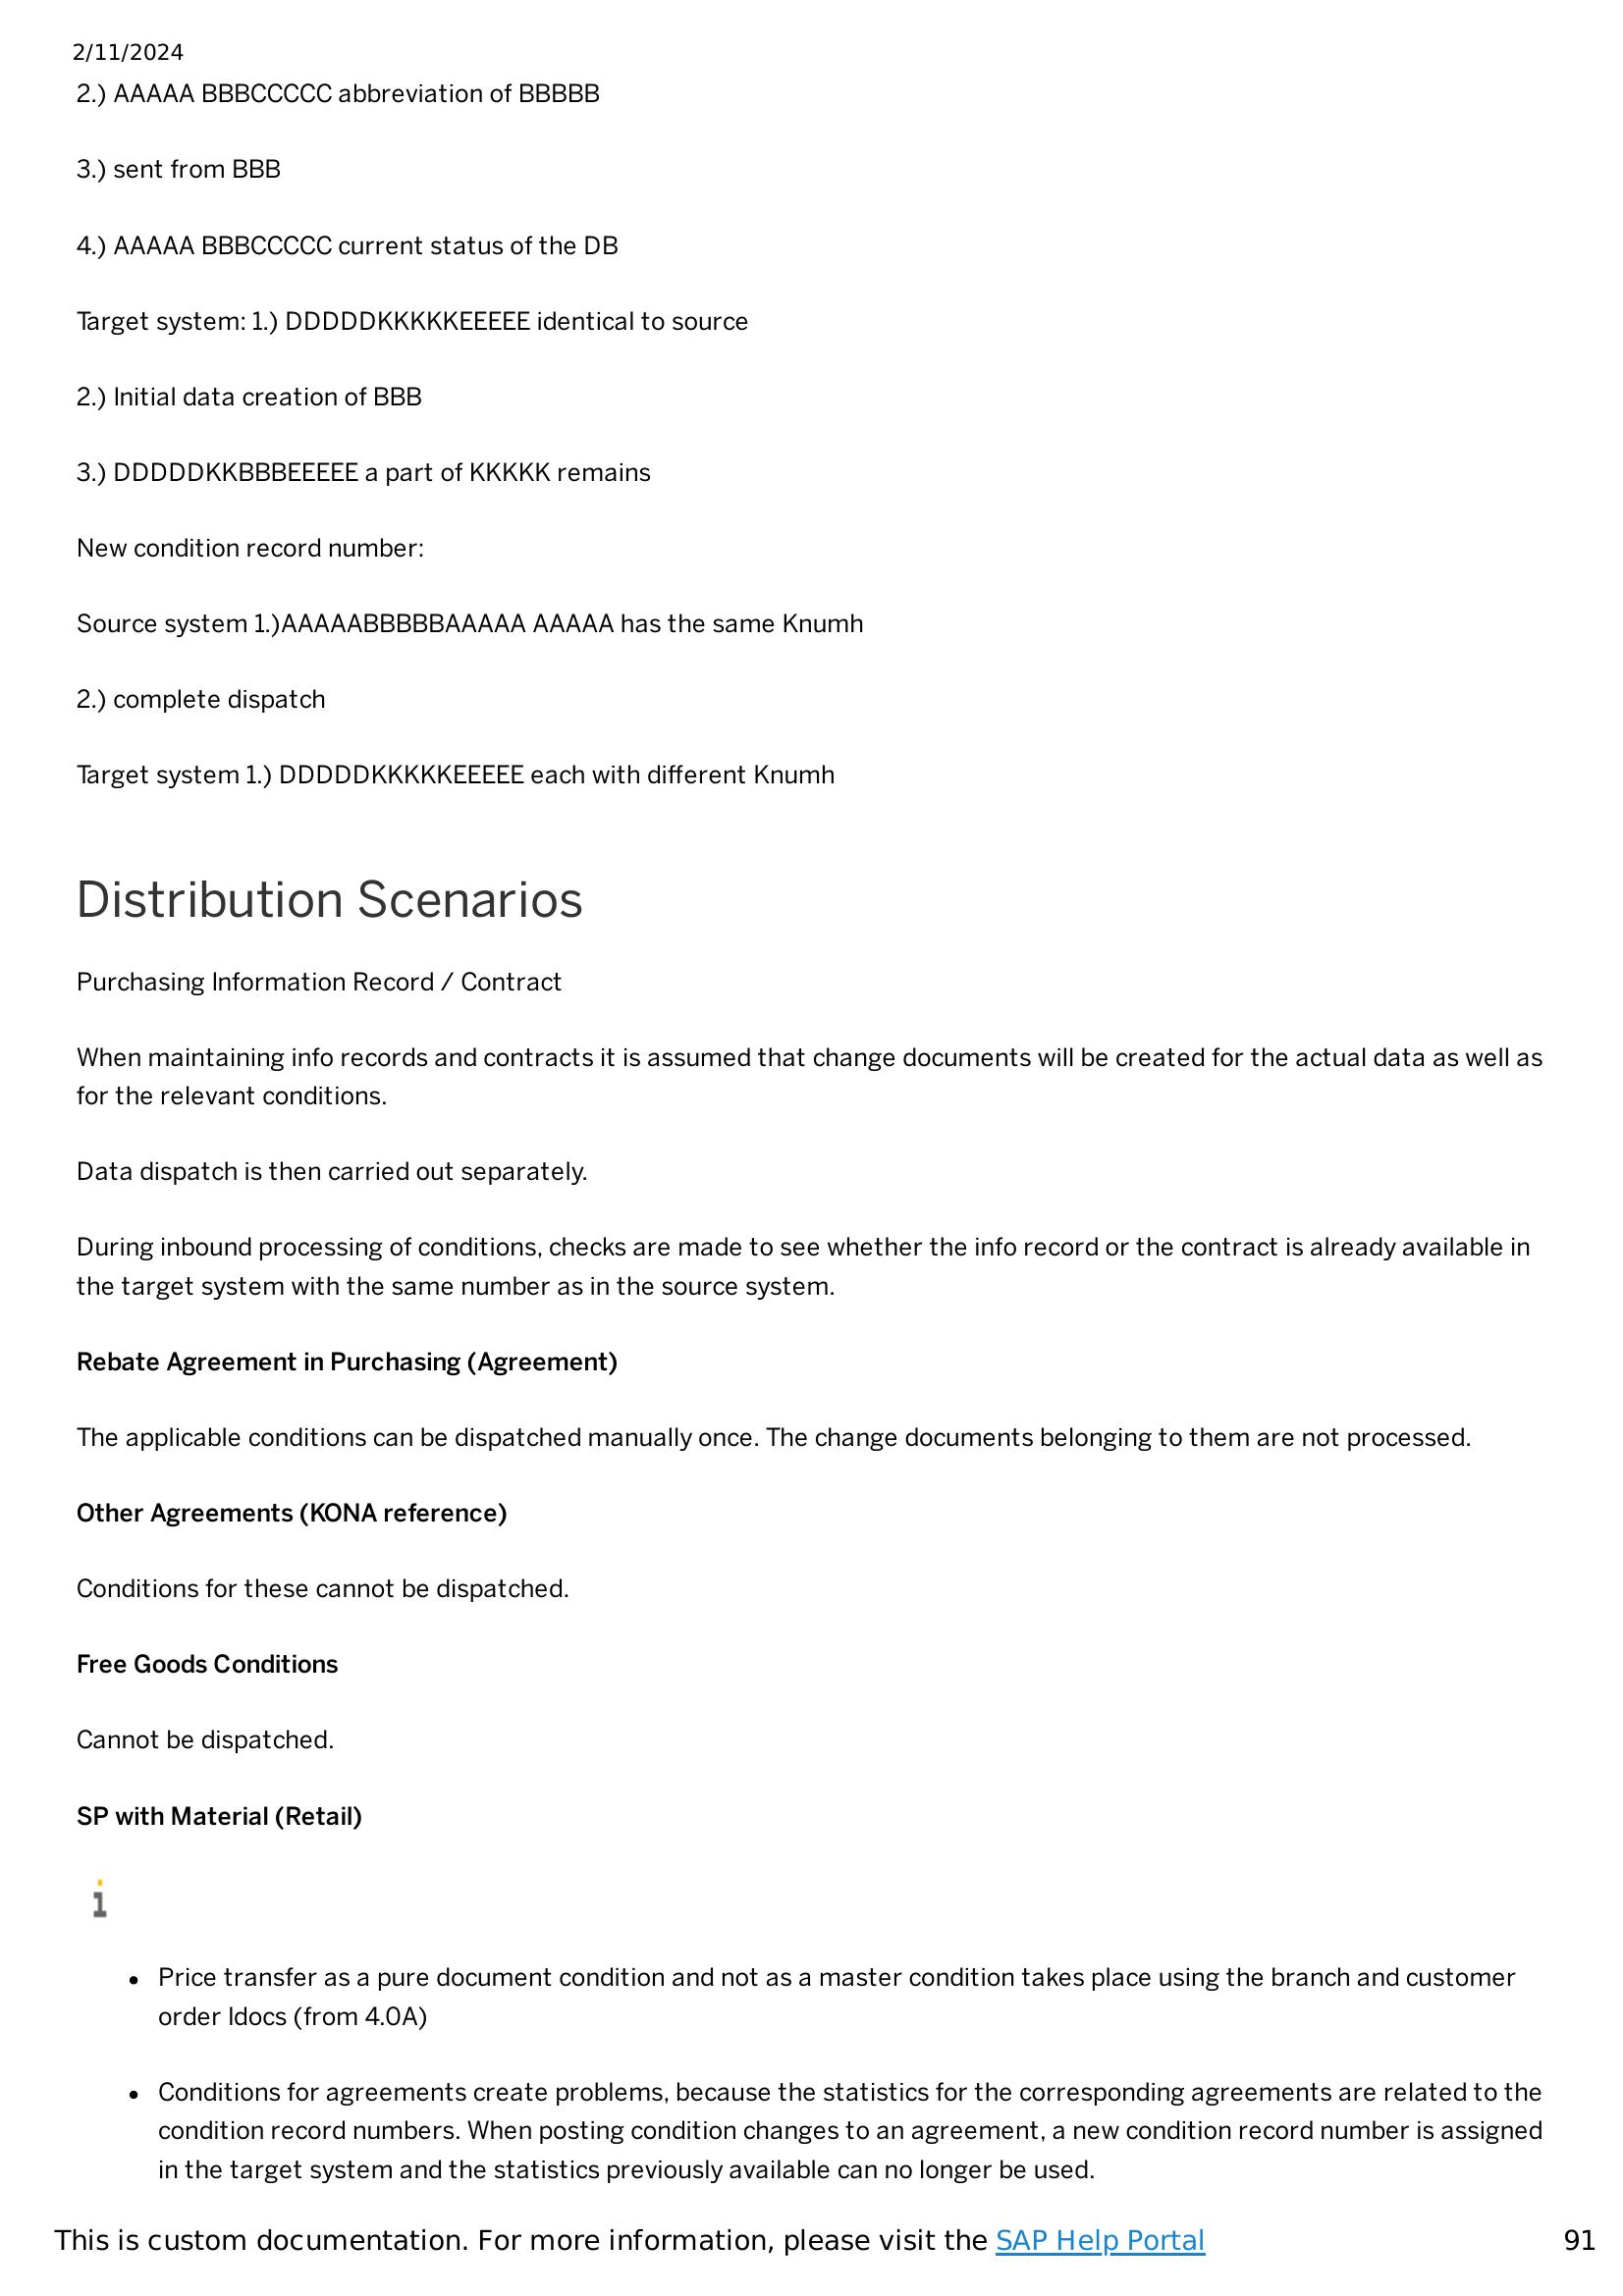 2/11/2024
2.) AAAAA BBBCCCCC abbreviation of BBBBB
3.) sent from BBB
4.) AAAAA BBBCCCCC current status of the DB
Target system: 1.) DDDDDKKKKKEEEEE identical to source
2.) Initial data creation of BBB
3.) DDDDDKKBBBEEEEE a part of KKKKK remains
New condition record number:
Source system 1.)AAAAABBBBBAAAAA AAAAA has the same Knumh
2.) complete dispatch
Target system 1.) DDDDDKKKKKEEEEE each with different Knumh
Distribution Scenarios
Purchasing Information Record / Contract
When maintaining info records and contracts it is assumed that change documents will be created for the actual data as well as
for the relevant conditions.
Data dispatch is then carried out separately.
During inbound processing of conditions, checks are made to see whether the info record or the contract is already available in
the target system with the same number as in the source system.
Rebate Agreement in Purchasing (Agreement)
The applicable conditions can be dispatched manually once. The change documents belonging to them are not processed.
Other Agreements (KONA reference)
Conditions for these cannot be dispatched.
Free Goods Conditions
Cannot be dispatched.
SP with Material (Retail)
• Price transfer as a pure document condition and not as a master condition takes place using the branch and customer
order Idocs (from 4.0A)
• Conditions for agreements create problems, because the statistics for the corresponding agreements are related to the
condition record numbers. When posting condition changes to an agreement, a new condition record number is assigned
in the target system and the statistics previously available can no longer be used.
This is custom documentation. For more information, please visit the SAP Help Portal 91